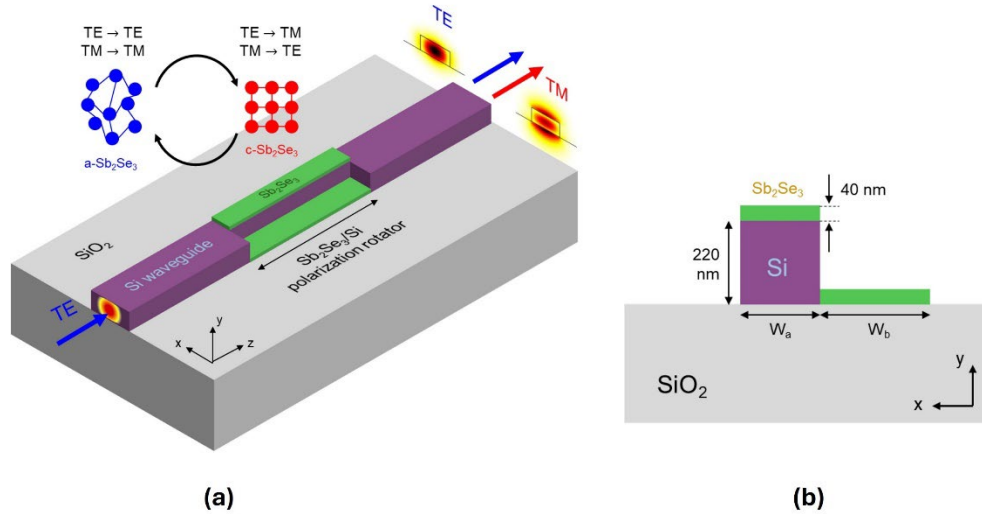 TE → TE
TM → TM
TE → TM
TM → TE
a-Sb₂Se₃
c-Sb₂Se₃
TE
TM
Sb₂Se₃
SiO₂
Si waveguide
Sb₂Se₃/Si
polarization rotator
TE
y
x
z
(a)
Sb₂Se₃
40 nm
220
nm
Si
Wₐ
W_b
SiO₂
y
x
(b)